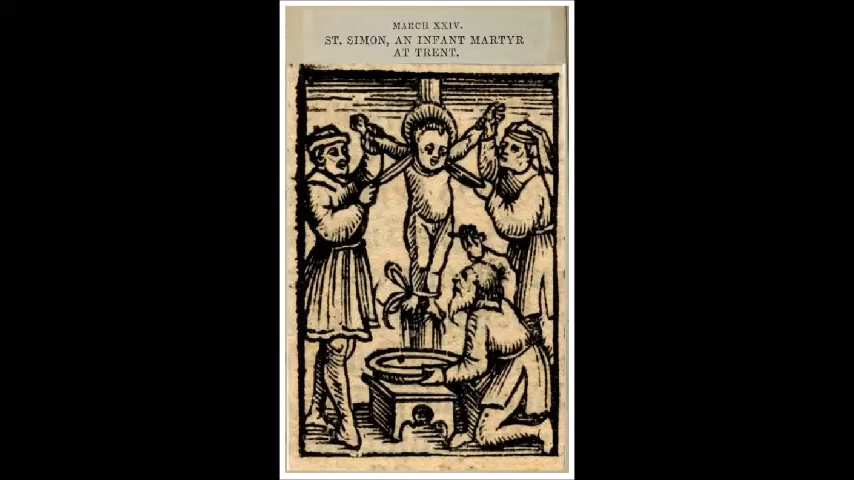 MARCH XXIV.
ST. SIMON, AN INFANT MARTYR
AT TRENT.